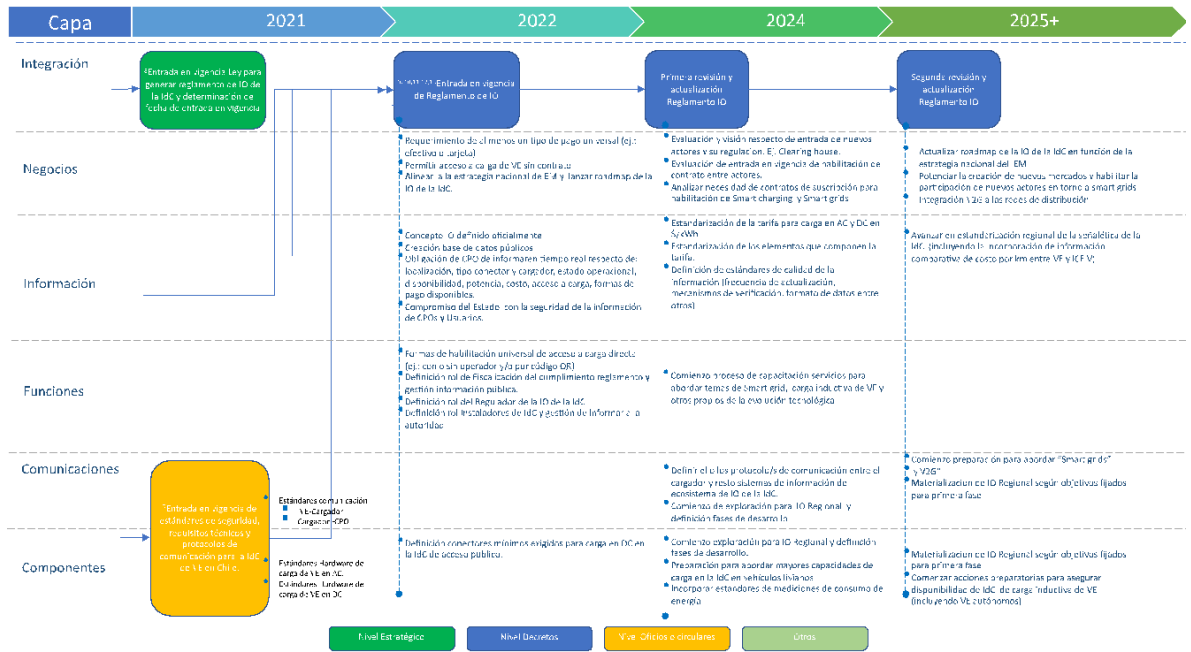 Capa
2021
2022
2024
2025+
Integración
Entrada en vigencia Ley para
generar reglamento de IO de
la IdC y determinación de
fecha de entrada en vigencia
Entrada en vigencia
de Reglamento de IO
Primera revisión y
actualización
Reglamento IO
Segunda revisión y
actualización
Reglamento IO
Negocios
Requerimiento de al menos un tipo de pago universal (ej.:
efectivo o tarjeta)
Permitir acceso a carga de VE sin contrato
Alinear a la estrategia nacional de EM y lanzar roadmap de la
IO de la IdC.
Evaluación y visión respecto de entrada de nuevos
actores y su regulación. Ej. Clearing house.
Evaluación de entrada en vigencia de habilitación de
contrato entre actores.
Analizar necesidad de contratos de suscripción para
habilitación de Smart charging y Smart grids
Actualizar roadmap de la IO de la IdC en función de la
estrategia nacional del EM
Potenciar la creación de nuevos mercados y habilitar la
participación de nuevos actores en torno a smart grids
Integración V2G a las redes de distribución
Información
Concepto IO definido oficialmente
Creación base de datos públicos
Obligación de CPO de informar en tiempo real respecto de:
localización, tipo conector y cargador, estado operacional,
disponibilidad, potencia, costo, acceso a carga, formas de
pago disponibles.
Compromiso del Estado con la seguridad de la información
de CPOs y Usuarios.
Estandarización de la tarifa para carga en AC y DC en
$/kWh
Estandarización de los elementos que componen la
tarifa.
Definición de estándares de calidad de la
información (frecuencia de actualización,
mecanismos de verificación, formato de datos entre
otros)
Avanzar en estandarización regional de la señalética de la
IdC (incluyendo la incorporación de información
comparativa de costo por km entre VE y ICEV)
Funciones
Formas de habilitación universal de acceso a carga directa
(ej.: con o sin operador y/o por código QR)
Definición rol de fiscalización del cumplimiento reglamento y
gestión información pública.
Definición rol del Regulador de la IO de la IdC
Definición rol Instaladores de IdC y gestión de informar a la
autoridad
Comienzo proceso de capacitación servicios para
abordar temas de Smart grid, carga inductiva de VE y
otros propios de la evolución tecnológica
Comunicaciones
Entrada en vigencia de
estándares de seguridad,
requisitos técnicos y
protocolos de
comunicación para la IdC
de VE en Chile.
Estándares comunicación
VE-Cargador
Cargador-CPO
Definir el o los protocolo/s de comunicación entre el
cargador y resto sistemas de información de
ecosistema de IO de la IdC.
Comienzo de exploración para IO Regional y
definición fases de desarrollo
Comienzo preparación para abordar "Smart grids"
y V2G"
Materialización de IO Regional según objetivos fijados
para primera fase
Componentes
Estándares Hardware de
carga de VE en AC.
Estándares Hardware de
carga de VE en DC
Definición conectores mínimos exigidos para carga en DC en
la IdC de acceso pública.
Comienzo exploración para IO Regional y definición
fases de desarrollo.
Preparación para abordar mayores capacidades de
carga en la IdC en vehículos livianos
Incorporar estándares de mediciones de consumo de
energía
Materialización de IO Regional según objetivos fijados
para primera fase
Comenzar acciones preparatorias para asegurar
disponibilidad de IdC de carga inductiva de VE
(incluyendo VE autónomos)
Nivel Estratégico
Nivel Decretos
Nivel Oficios o circulares
Otros